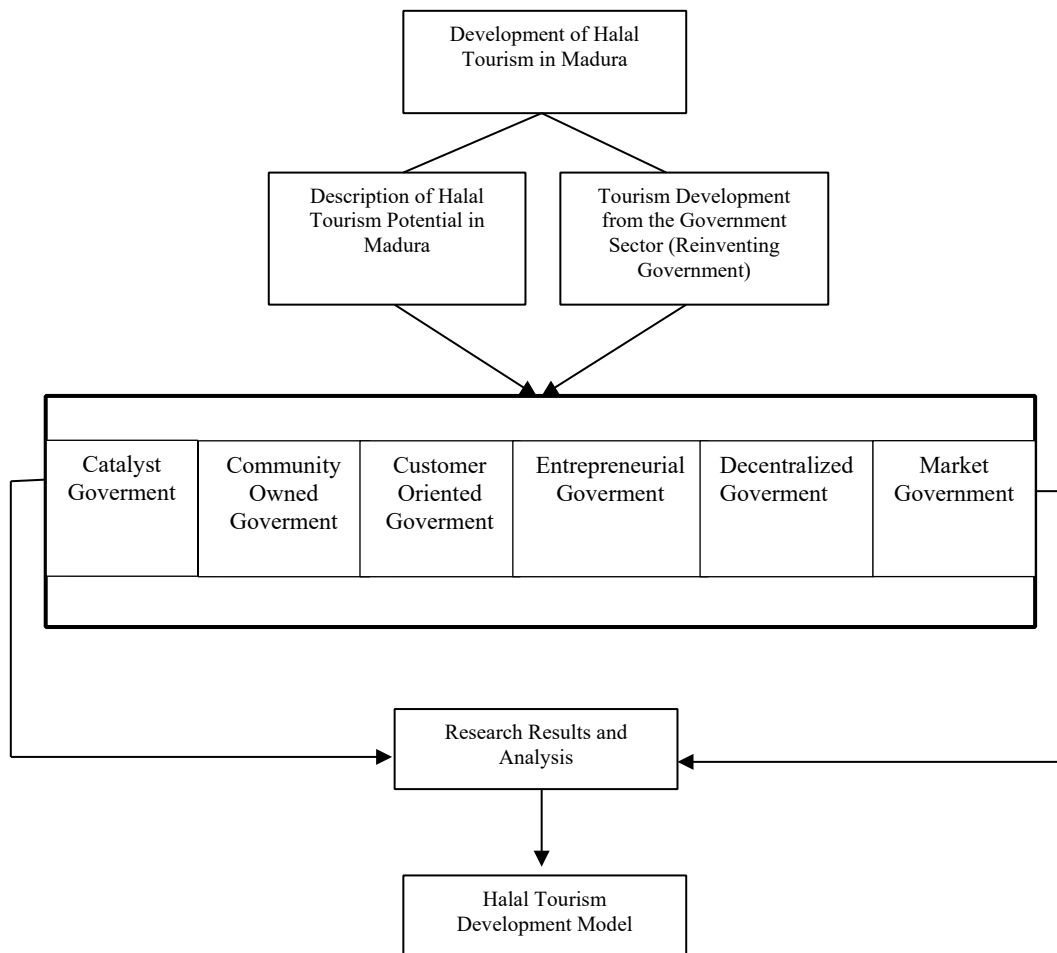 Development of Halal
Tourism in Madura
Description of Halal
Tourism Potential in
Madura
Tourism Development
from the Government
Sector (Reinventing
Government)
Catalyst
Goverment
Community
Owned
Goverment
Customer
Oriented
Goverment
Entrepreneurial
Goverment
Decentralized
Goverment
Market
Government
Research Results and
Analysis
Halal Tourism
Development Model